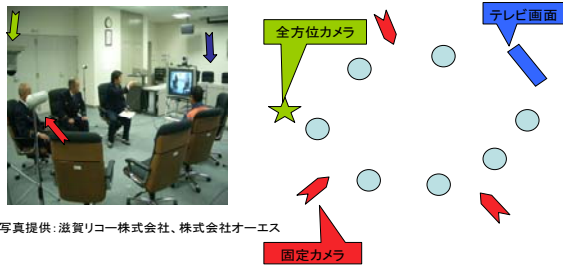 全方位カメラ
テレビ画面
写真提供:滋賀リコー株式会社、株式会社オーエス
固定カメラ